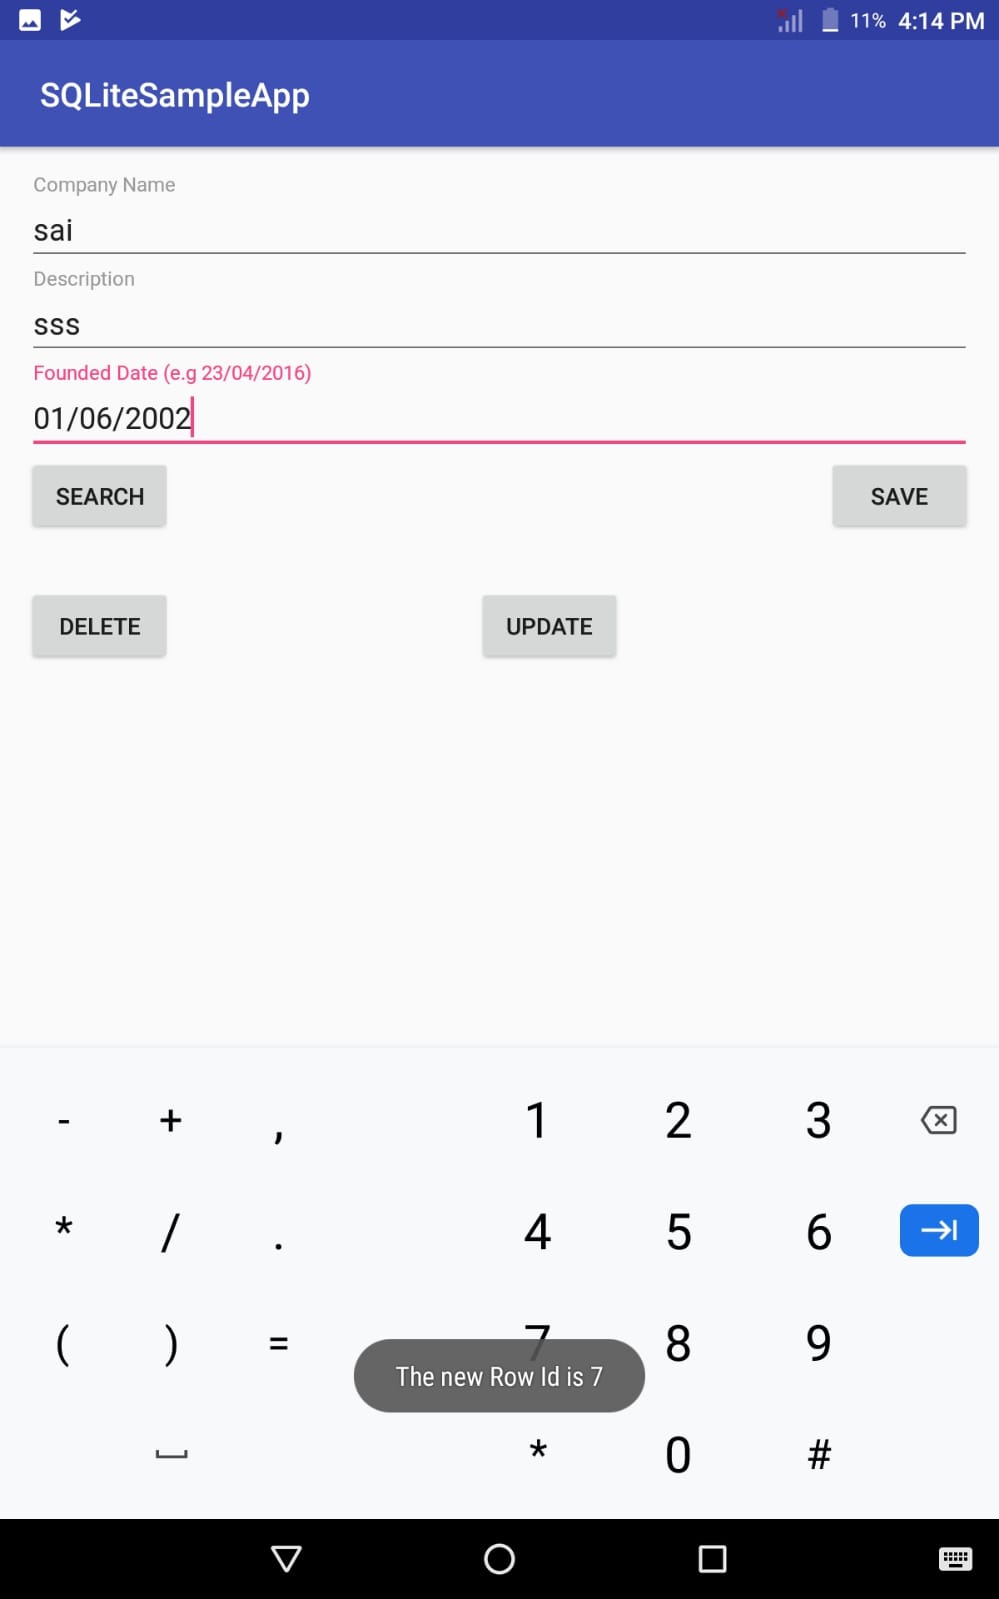 11% 4:14 PM
SQLiteSampleApp
Company Name
sai
Description
sss
Founded Date (e.g 23/04/2016)
01/06/2002
SEARCH SAVE
DELETE UPDATE
- + , 1 2 3
* / . 4 5 6
( ) = 7 8 9
The new Row Id is 7
* 0 #